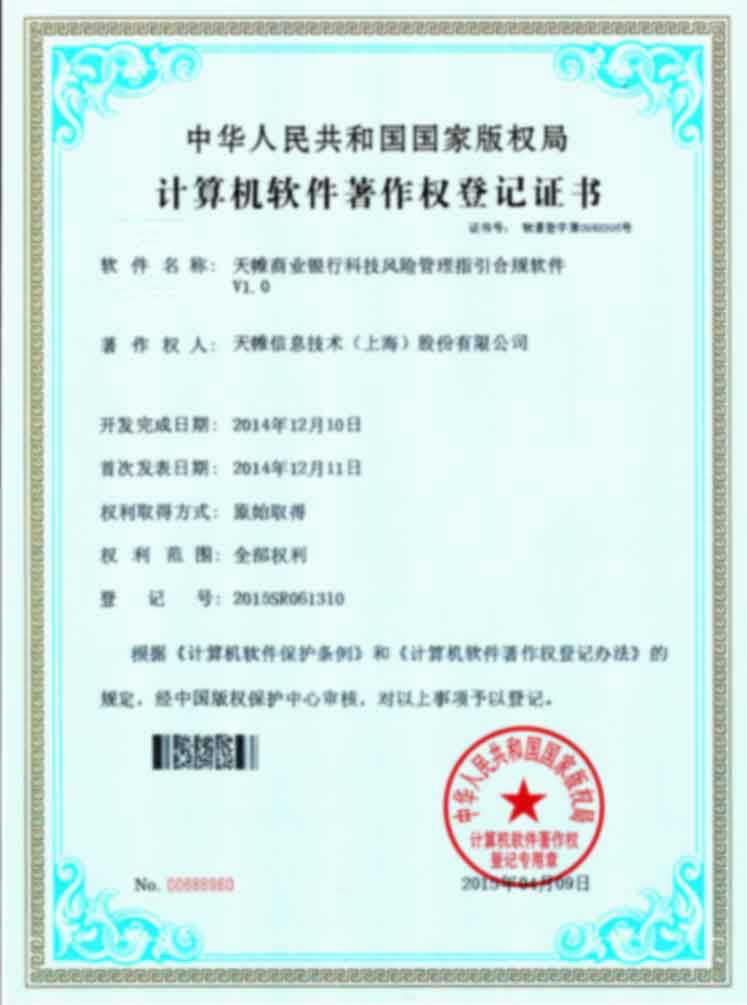 中华人民共和国国家版权局
计算机软件著作权登记证书
证书号： 软著登字第号
软件名称： 天帷商业银行科技风险管理指引合规软件
V1.0
著作权人： 天帷信息技术（上海）股份有限公司
开发完成日期： 2014年12月10日
首次发表日期： 2014年12月11日
权利取得方式： 原始取得
权利范围： 全部权利
登记号： 2015SR061310
根据《计算机软件保护条例》和《计算机软件著作权登记办法》的
规定，经中国版权保护中心审核，对以上事项予以登记。
中华人民共和国国家版权局
计算机软件著作权
登记专用章
No.
2015年04月09日